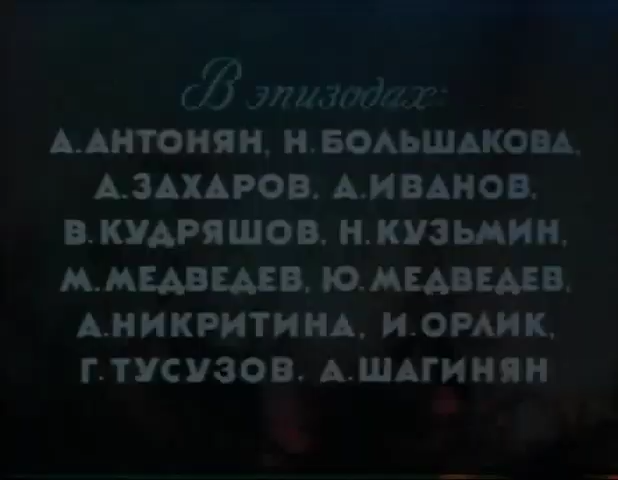 В эпизодах:
А. АНТОНЯН, Н. БОЛЬШАКОВА,
А. ЗАХАРОВ, А. ИВАНОВ,
В. КУДРЯШОВ, Н. КУЗЬМИН,
М. МЕДВЕДЕВ, Ю. МЕДВЕДЕВ,
А. НИКРИТИНА, И. ОРЛИК,
Г. ТУСУЗОВ, А. ШАГИНЯН